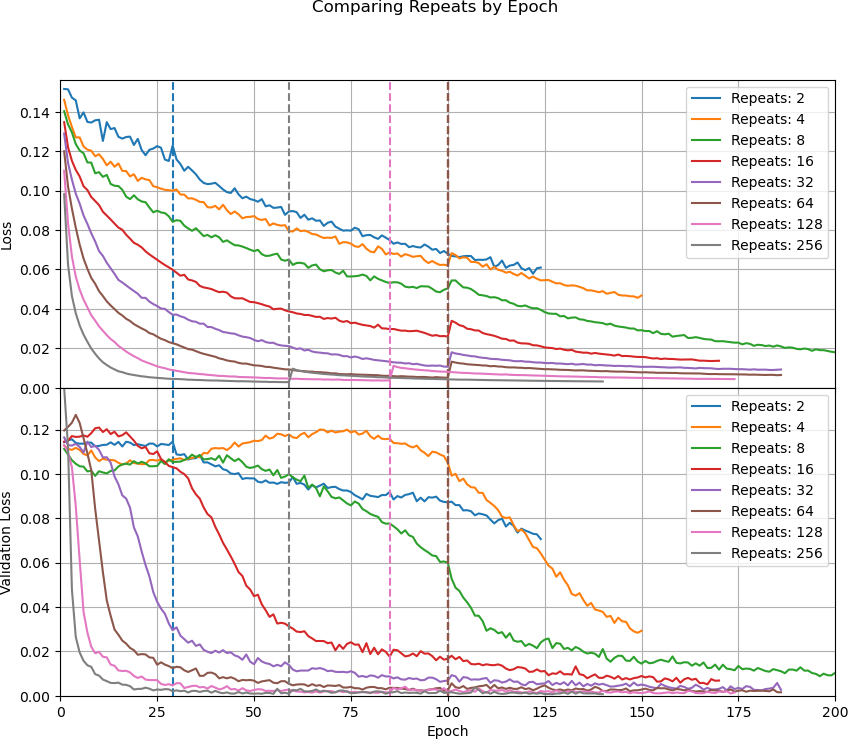 Comparing Repeats by Epoch
Loss
0.14
0.12
0.10
0.08
0.06
0.04
0.02
0.00
Repeats: 2
Repeats: 4
Repeats: 8
Repeats: 16
Repeats: 32
Repeats: 64
Repeats: 128
Repeats: 256
Validation Loss
0.12
0.10
0.08
0.06
0.04
0.02
0.00
Repeats: 2
Repeats: 4
Repeats: 8
Repeats: 16
Repeats: 32
Repeats: 64
Repeats: 128
Repeats: 256
0 25 50 75 100 125 150 175 200
Epoch